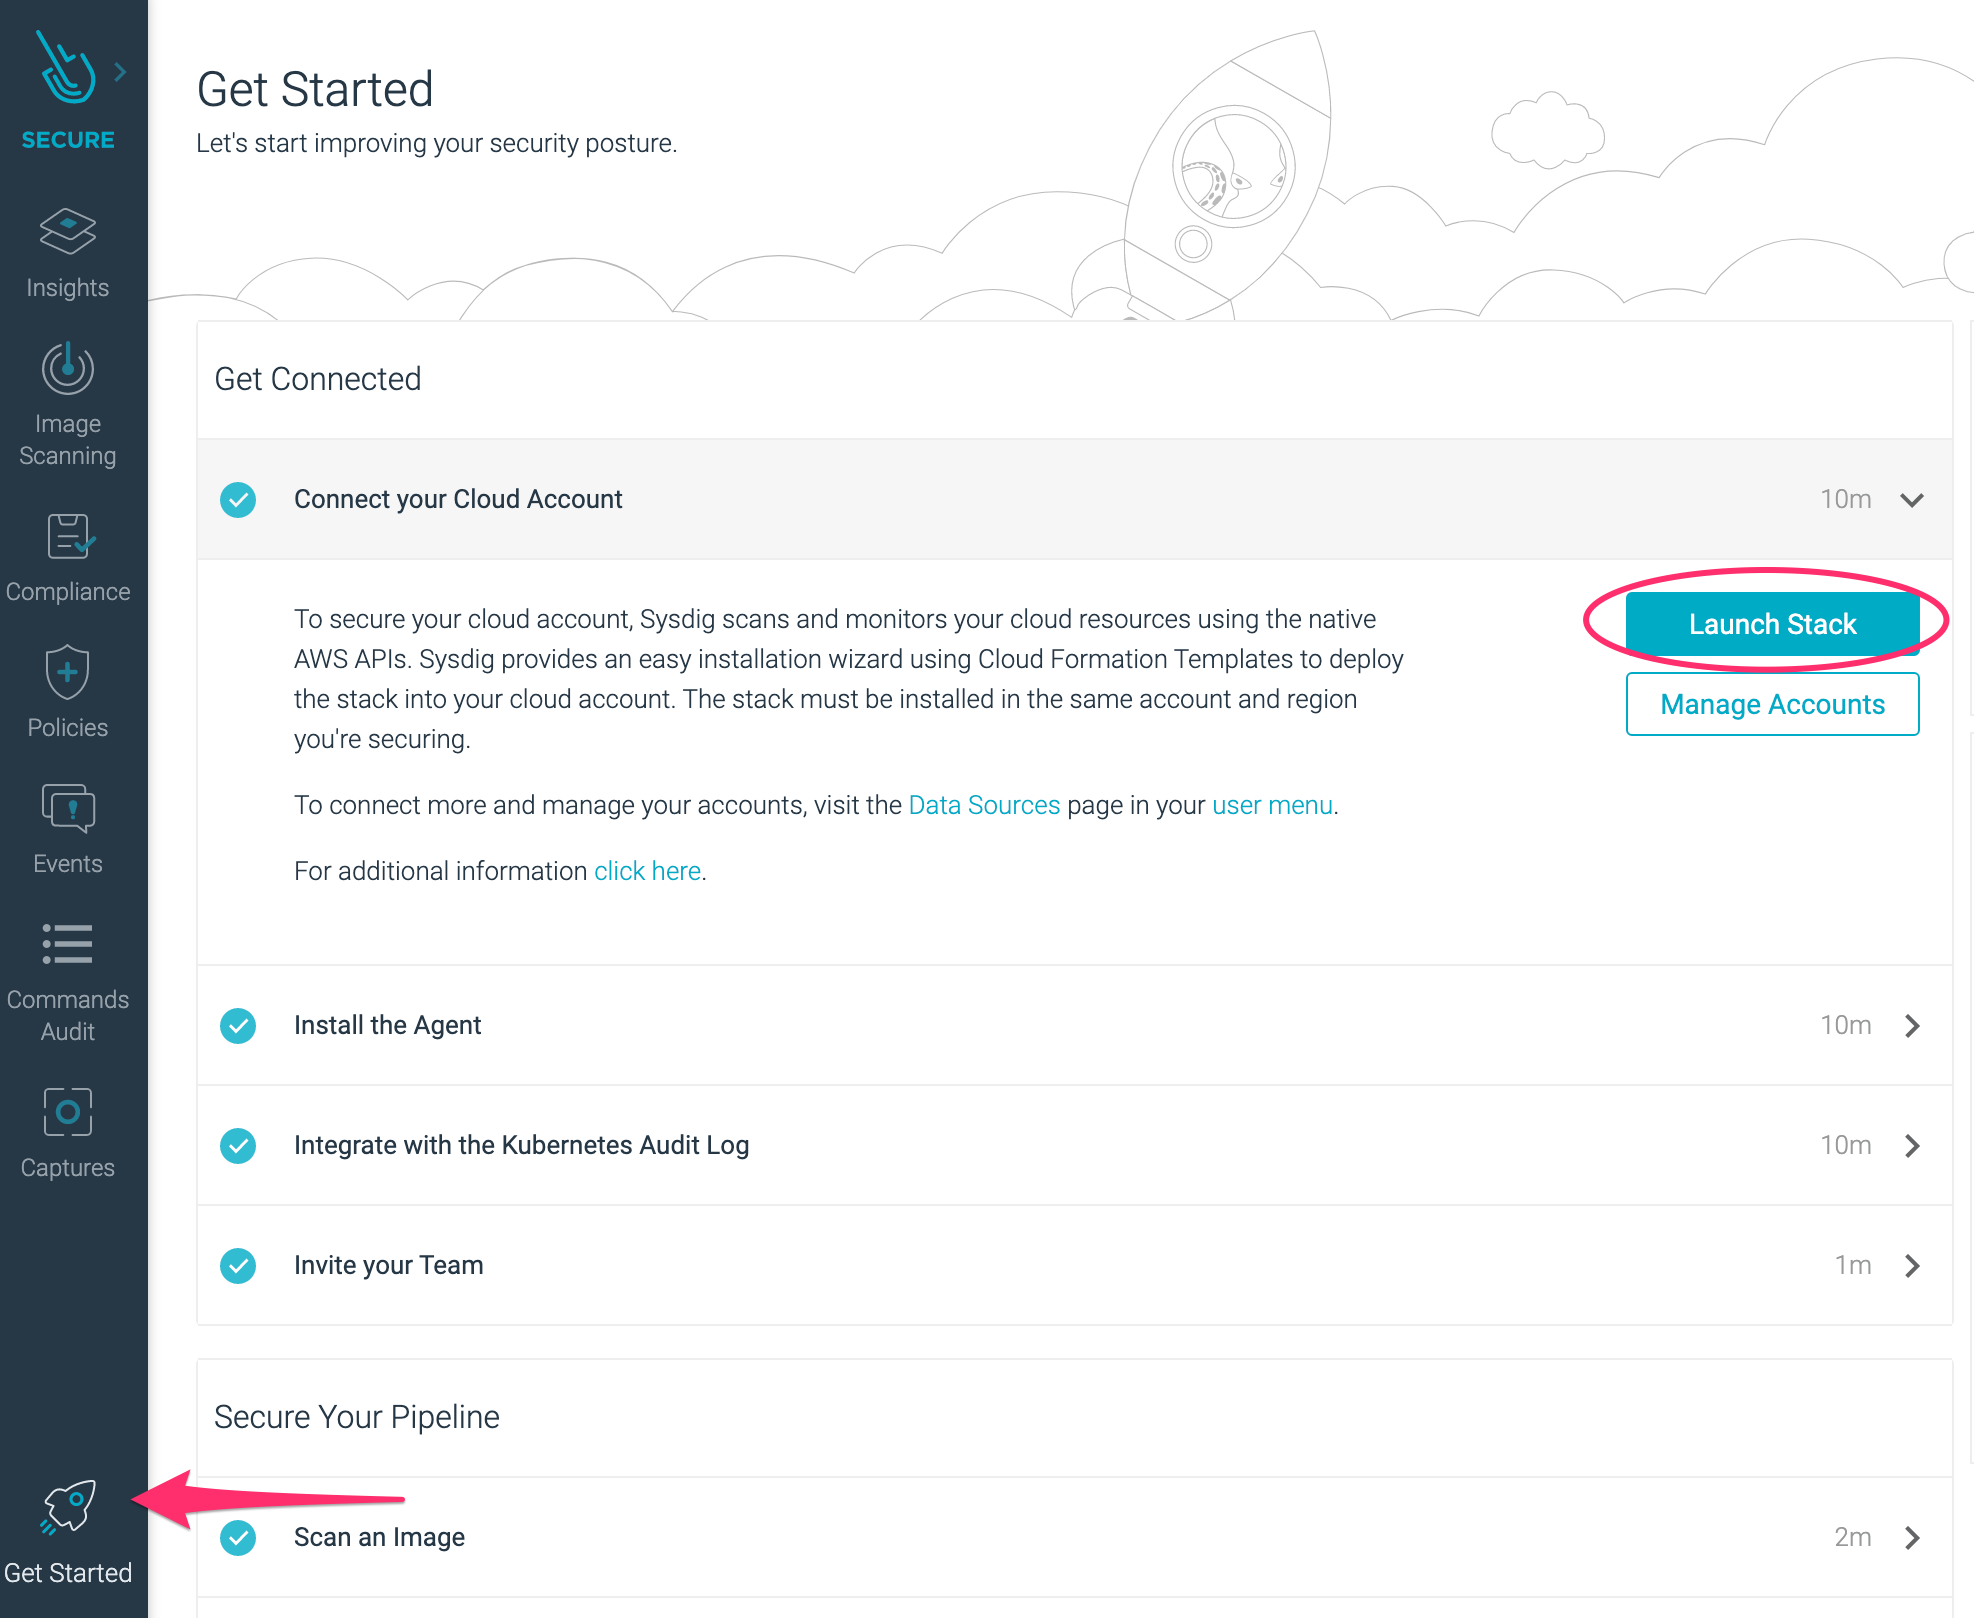 SECURE
Insights
Image
Scanning
Compliance
Policies
Events
Commands
Audit
Captures
Get Started
Get Started
Let's start improving your security posture.
Get Connected
Connect your Cloud Account
10m
To secure your cloud account, Sysdig scans and monitors your cloud resources using the native
AWS APIs. Sysdig provides an easy installation wizard using Cloud Formation Templates to deploy
the stack into your cloud account. The stack must be installed in the same account and region
you're securing.
To connect more and manage your accounts, visit the Data Sources page in your user menu.
For additional information click here.
Launch Stack
Manage Accounts
Install the Agent
10m
Integrate with the Kubernetes Audit Log
10m
Invite your Team
1m
Secure Your Pipeline
Scan an Image
2m